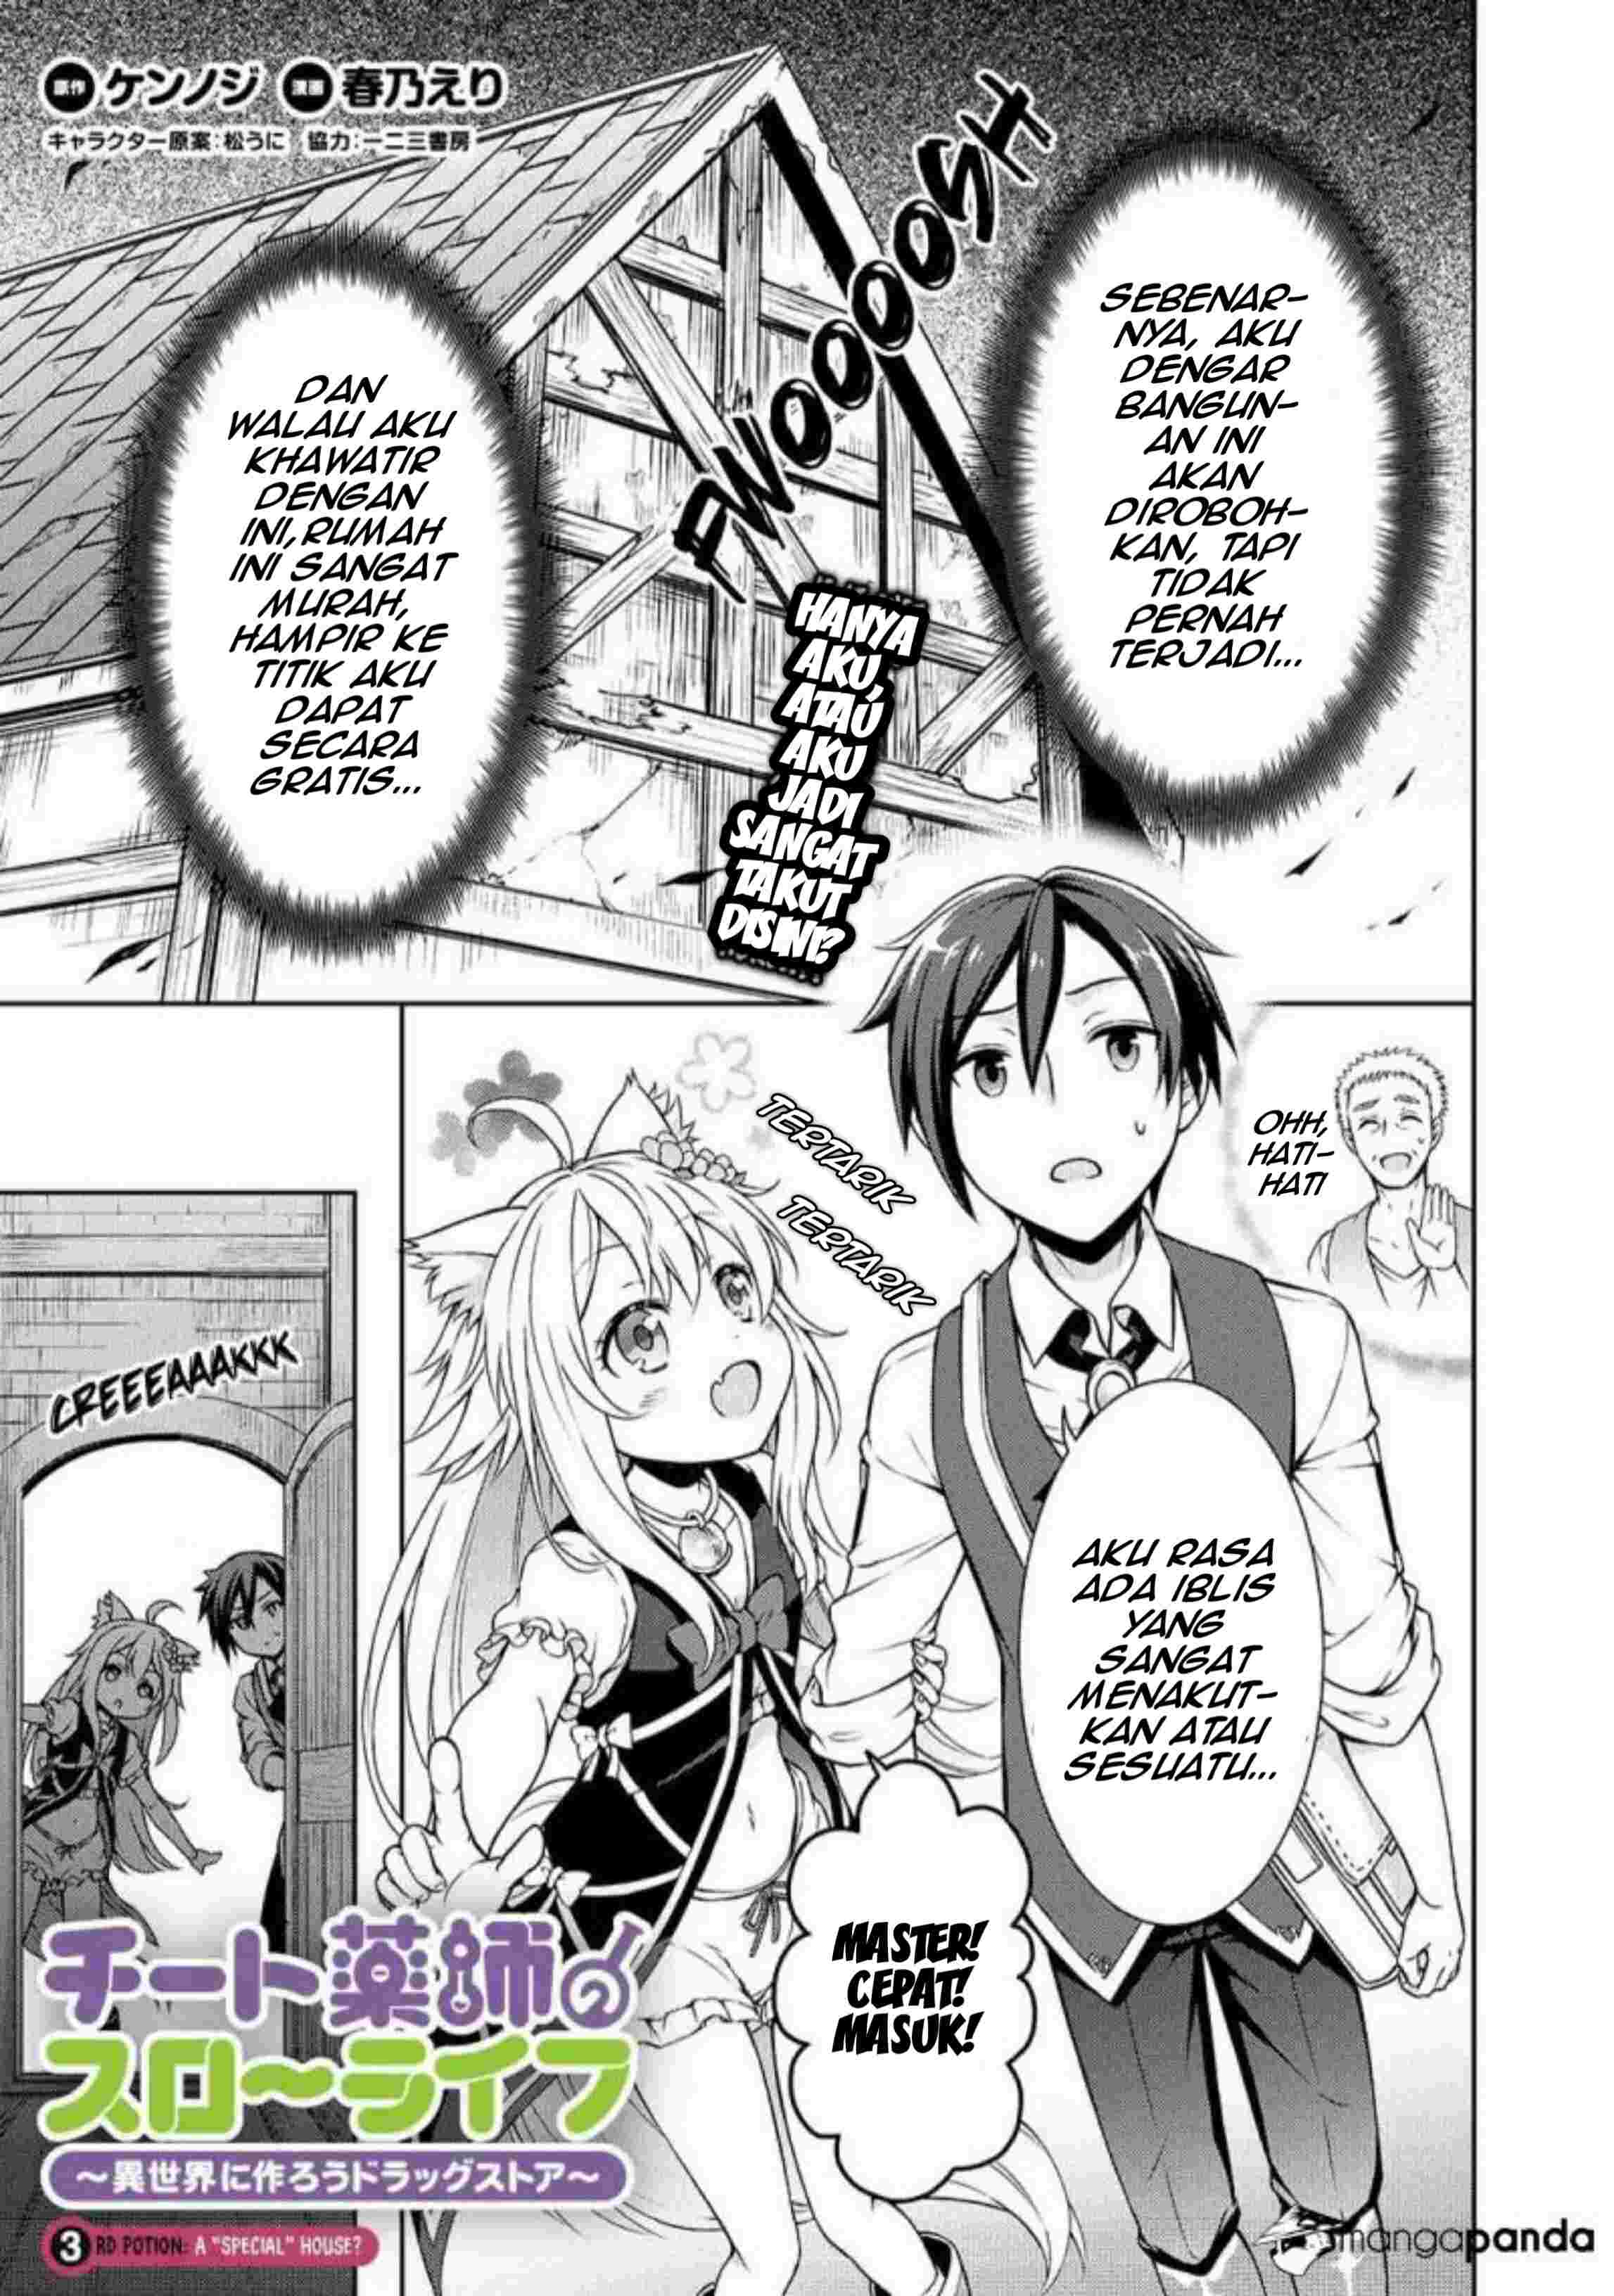 原作 ケンノジ 漫画 春乃えり
キャラクター原案：松うに 協力：一二三書房
FWOOOOOSH
SEBENAR-
NYA, AKU
DENGAR
BANGUN-
AN INI
AKAN
DIROBOH-
KAN, TAPI
TIDAK
PERNAH
TERJADI...
DAN
WALAU AKU
KHAWATIR
DENGAN
INI,RUMAH
INI SANGAT
MURAH,
HAMPIR KE
TITIK AKU
DAPAT
SECARA
GRATIS...
HANYA
AKU,
ATAU
AKU
JADI
SANGAT
TAKUT
DISINI?
OHH,
HATI-
HATI
TERTARIK
TERTARIK
AKU RASA
ADA IBLIS
YANG
SANGAT
MENAKUT-
KAN ATAU
SESUATU...
MASTER!
CEPAT!
MASUK!
CREEEAAAKKK
チート薬師の
スローライフ
～異世界に作ろうドラッグストア～
3 RD POTION: A "SPECIAL" HOUSE?
mangapanda